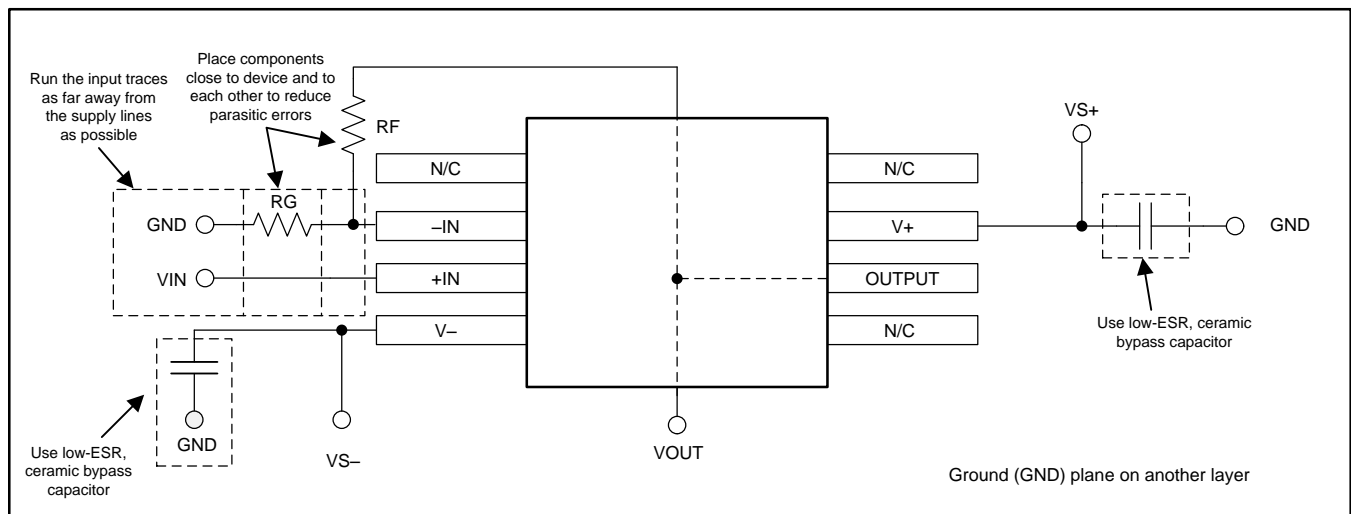 Place components
close to device and to
each other to reduce
parasitic errors
Run the input traces
as far away from
the supply lines
as possible
RF
VS+
N/C
N/C
RG
GND
–IN
V+
GND
VIN
+IN
OUTPUT
V–
N/C
Use low-ESR, ceramic
bypass capacitor
GND
Use low-ESR,
ceramic bypass
capacitor
VS–
VOUT
Ground (GND) plane on another layer